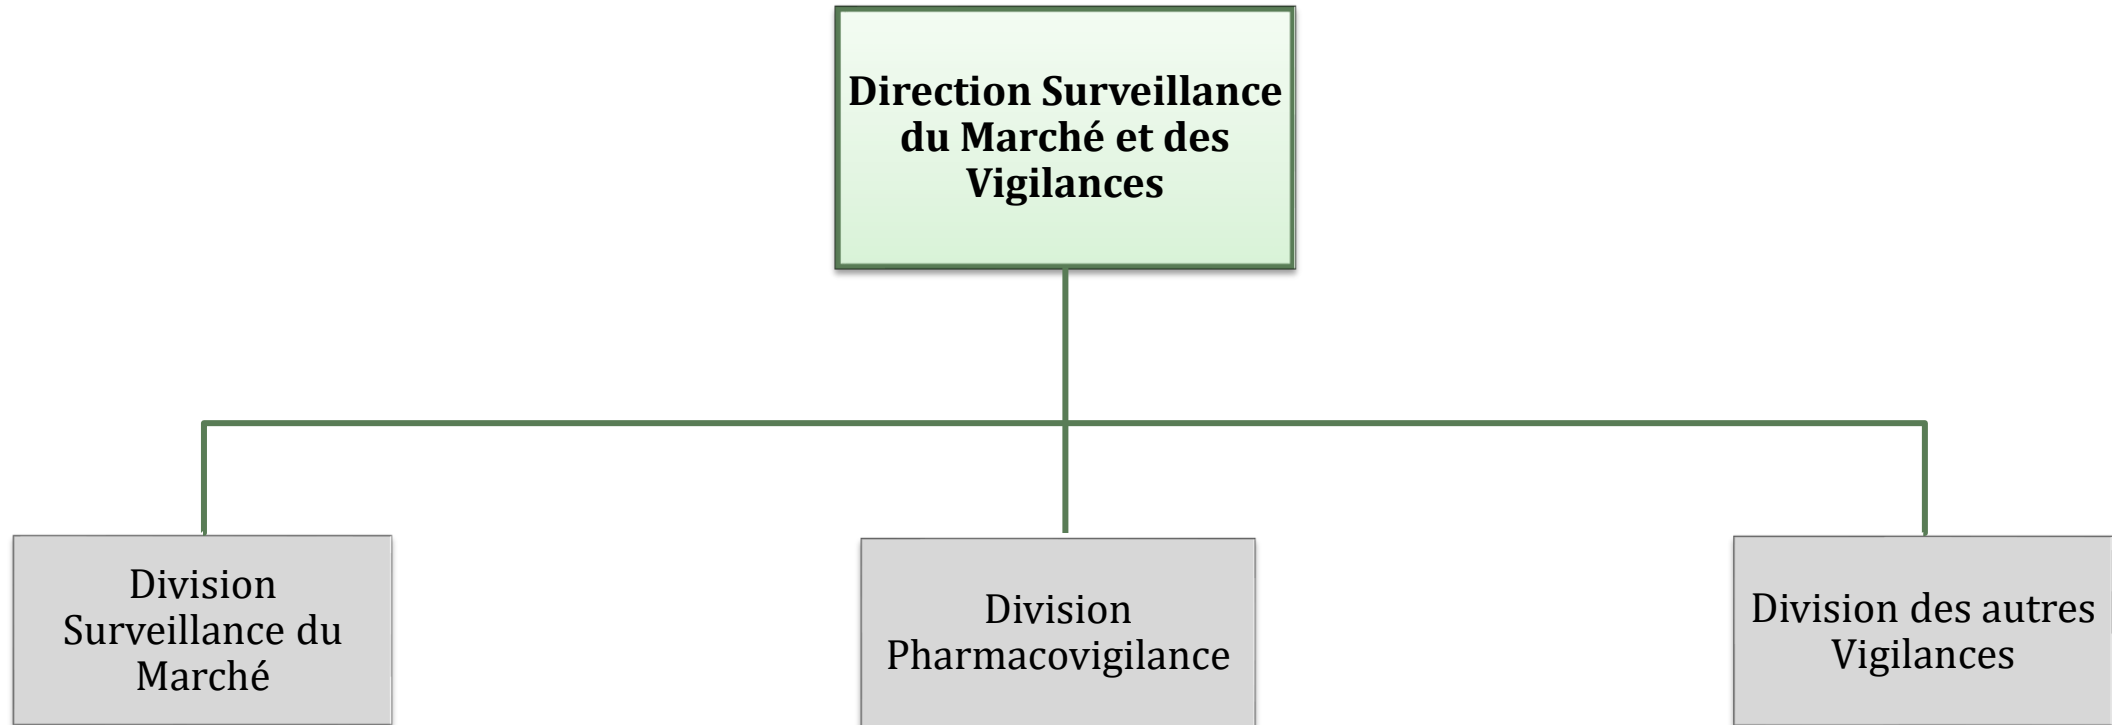 Direction Surveillance
du Marché et des
Vigilances
Division
Surveillance du
Marché
Division
Pharmacovigilance
Division des autres
Vigilances